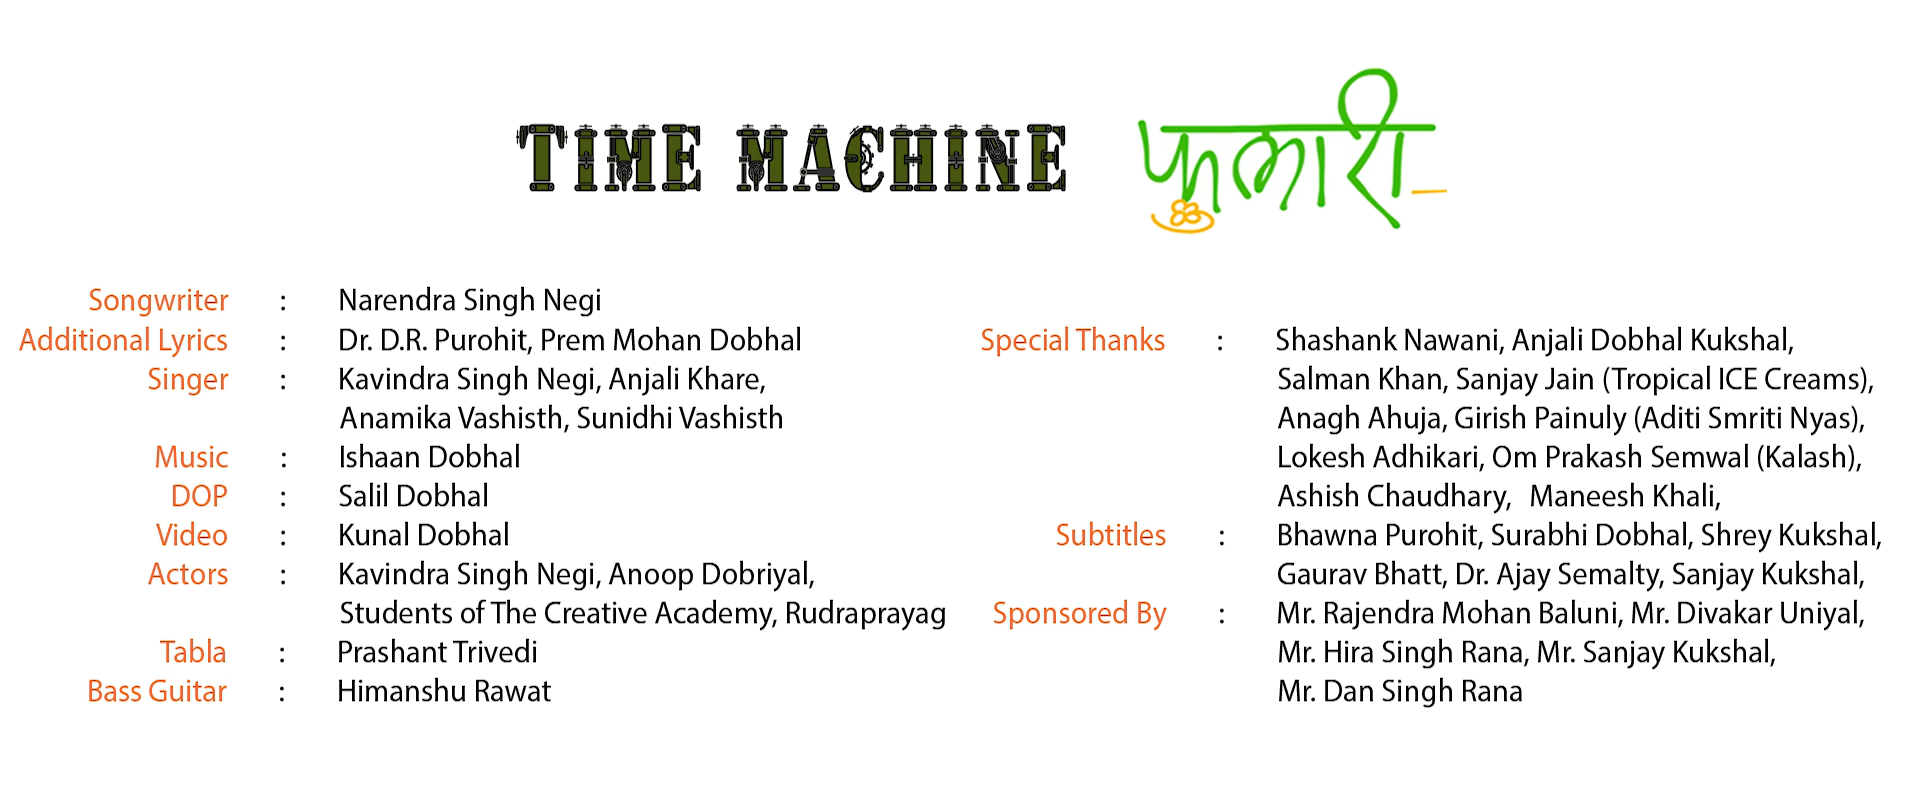 TIME MACHINE फुलारी
Songwriter : Narendra Singh Negi
Additional Lyrics : Dr. D.R. Purohit, Prem Mohan Dobhal
Singer : Kavindra Singh Negi, Anjali Khare,
Anamika Vashisth, Sunidhi Vashisth
Music : Ishaan Dobhal
DOP : Salil Dobhal
Video : Kunal Dobhal
Actors : Kavindra Singh Negi, Anoop Dobriyal,
Students of The Creative Academy, Rudraprayag
Tabla : Prashant Trivedi
Bass Guitar : Himanshu Rawat
Special Thanks : Shashank Nawani, Anjali Dobhal Kukshal,
Salman Khan, Sanjay Jain (Tropical ICE Creams),
Anagh Ahuja, Girish Painuly (Aditi Smriti Nyas),
Lokesh Adhikari, Om Prakash Semwal (Kalash),
Ashish Chaudhary, Maneesh Khali,
Subtitles : Bhawna Purohit, Surabhi Dobhal, Shrey Kukshal,
Gaurav Bhatt, Dr. Ajay Semalty, Sanjay Kukshal,
Sponsored By : Mr. Rajendra Mohan Baluni, Mr. Divakar Uniyal,
Mr. Hira Singh Rana, Mr. Sanjay Kukshal,
Mr. Dan Singh Rana